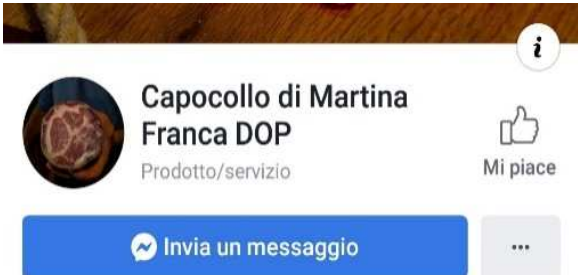 Capocollo di Martina
Franca DOP
Prodotto/servizio
Mi piace
Invia un messaggio